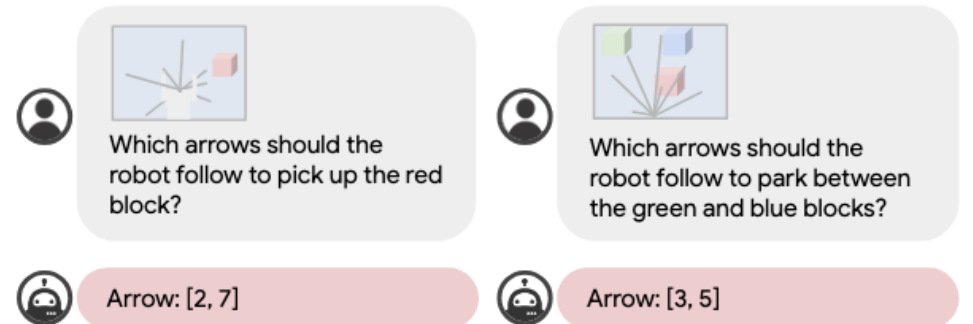 Which arrows should the
robot follow to pick up the red
block?
Arrow: [2, 7]
Which arrows should the
robot follow to park between
the green and blue blocks?
Arrow: [3, 5]